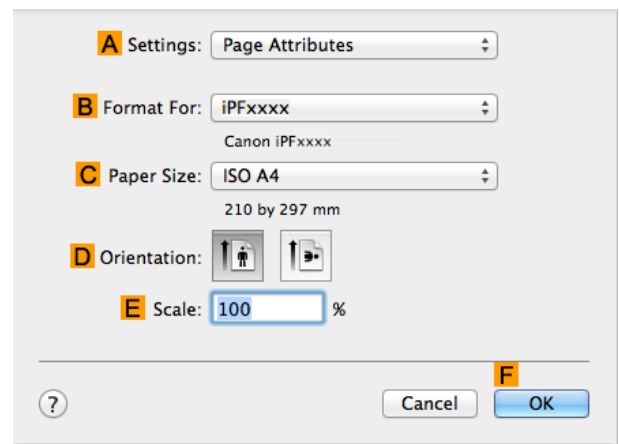 A Settings: Page Attributes
B Format For: iPFxxxx
Canon iPFxxxx
C Paper Size: ISO A4
210 by 297 mm
D Orientation:
E Scale: 100 %
F
? Cancel OK